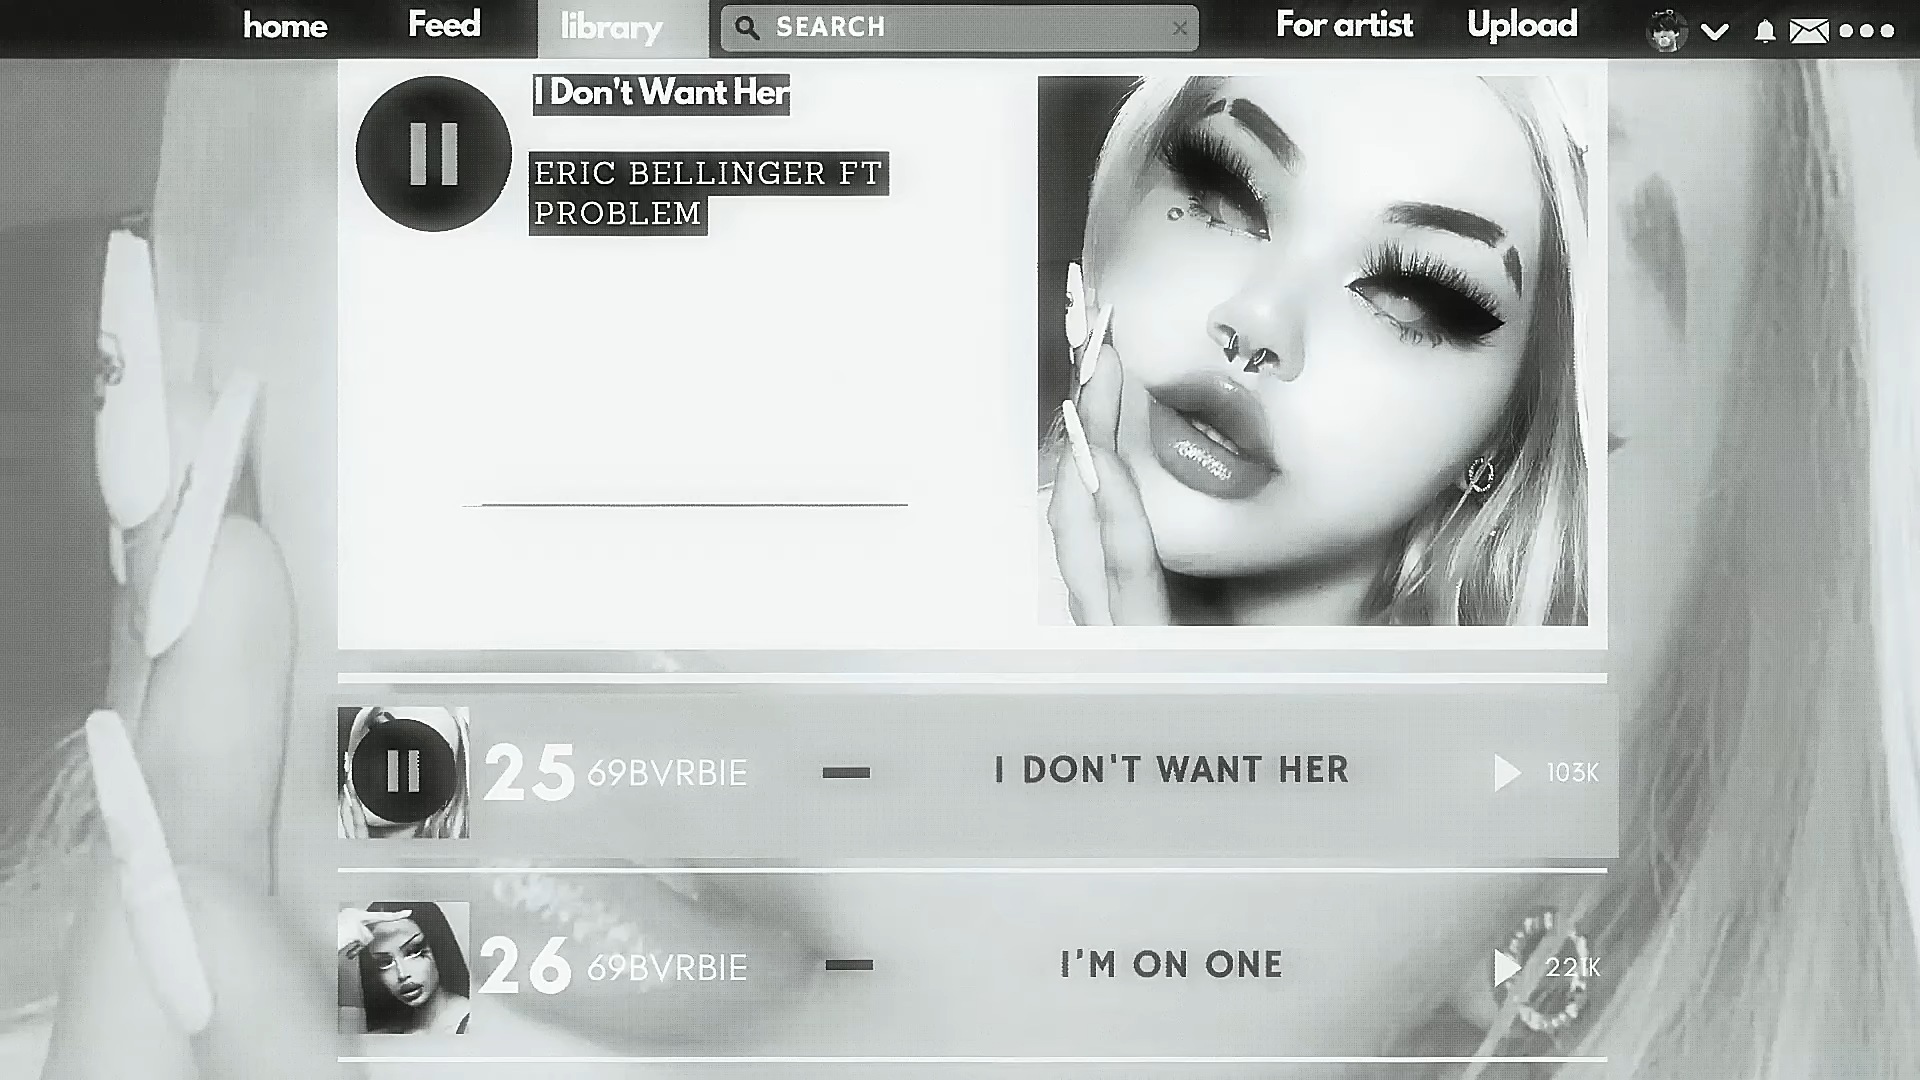 home Feed library SEARCH For artist Upload
I Don't Want Her
ERIC BELLINGER FT
PROBLEM
25 69BVRBIE — I DON'T WANT HER 103K
26 69BVRBIE — I'M ON ONE 221K